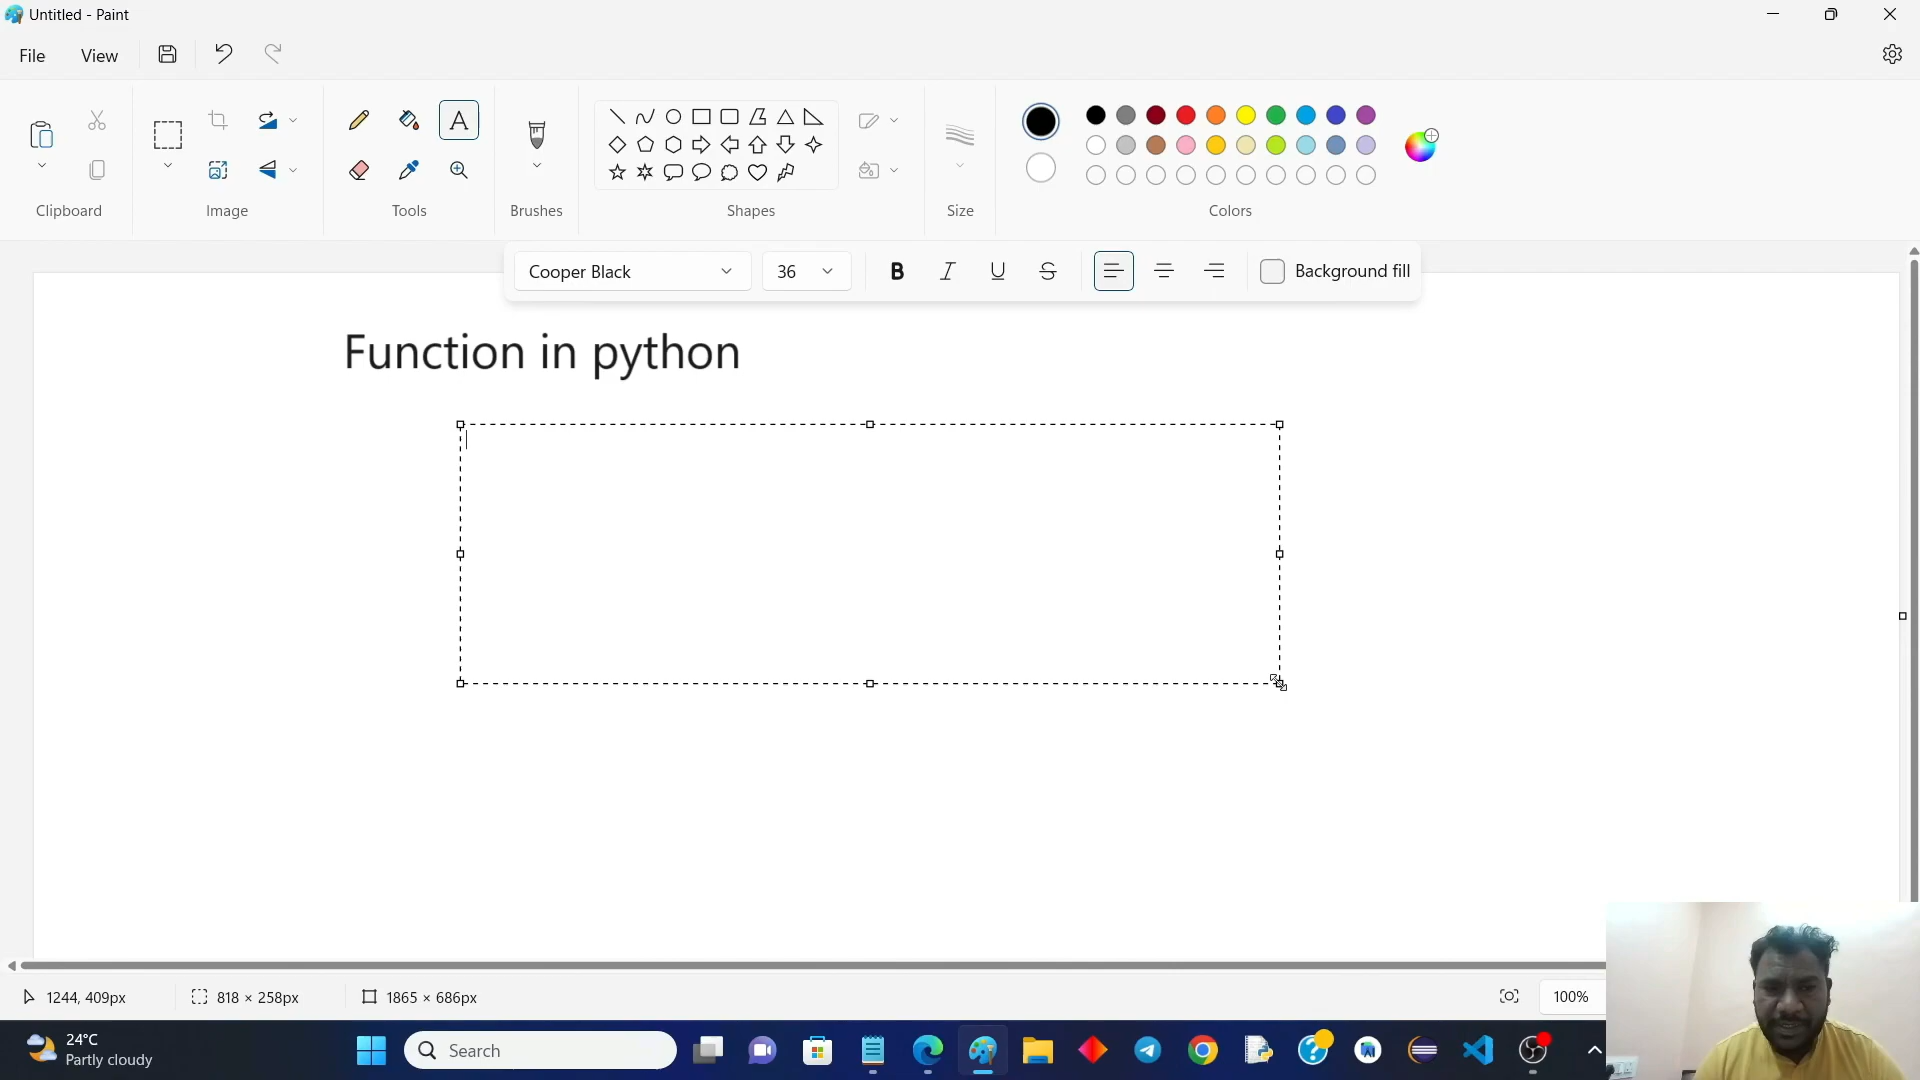 Untitled - Paint
File
View
Clipboard
Image
Tools
Brushes
Shapes
Size
Colors
Cooper Black
36
B
Background fill
Function in python
1244, 409px
818 × 258px
1865 × 686px
100%
24°C
Partly cloudy
Search